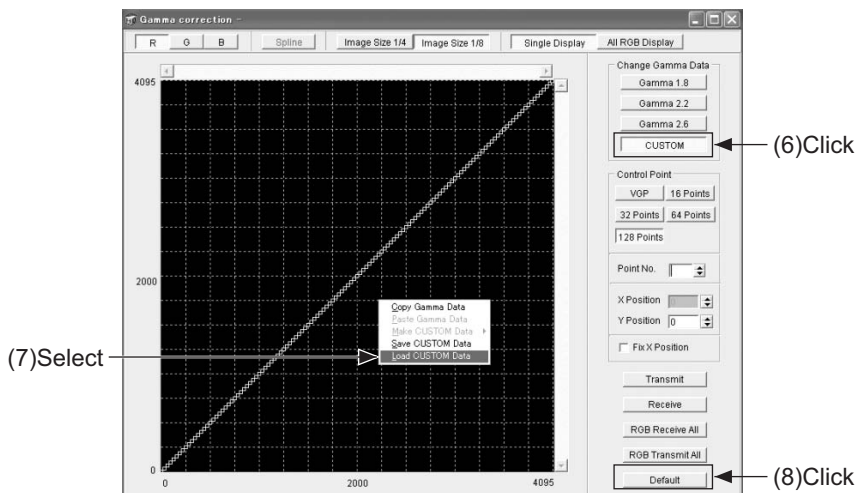 Gamma correction -
R G B Spline Image Size 1/4 Image Size 1/8 Single Display All RGB Display
Change Gamma Data
4095
Gamma 1.8
Gamma 2.2
Gamma 2.6
CUSTOM
(6)Click
Control Point
VGP 16 Points
32 Points 64 Points
128 Points
Point No.
2000
X Position 0
Y Position 0
Copy Gamma Data
Paste Gamma Data
Make CUSTOM Data
Save CUSTOM Data
Load CUSTOM Data
(7)Select
Fix X Position
Transmit
Receive
RGB Receive All
RGB Transmit All
Default
(8)Click
0
0 2000 4095